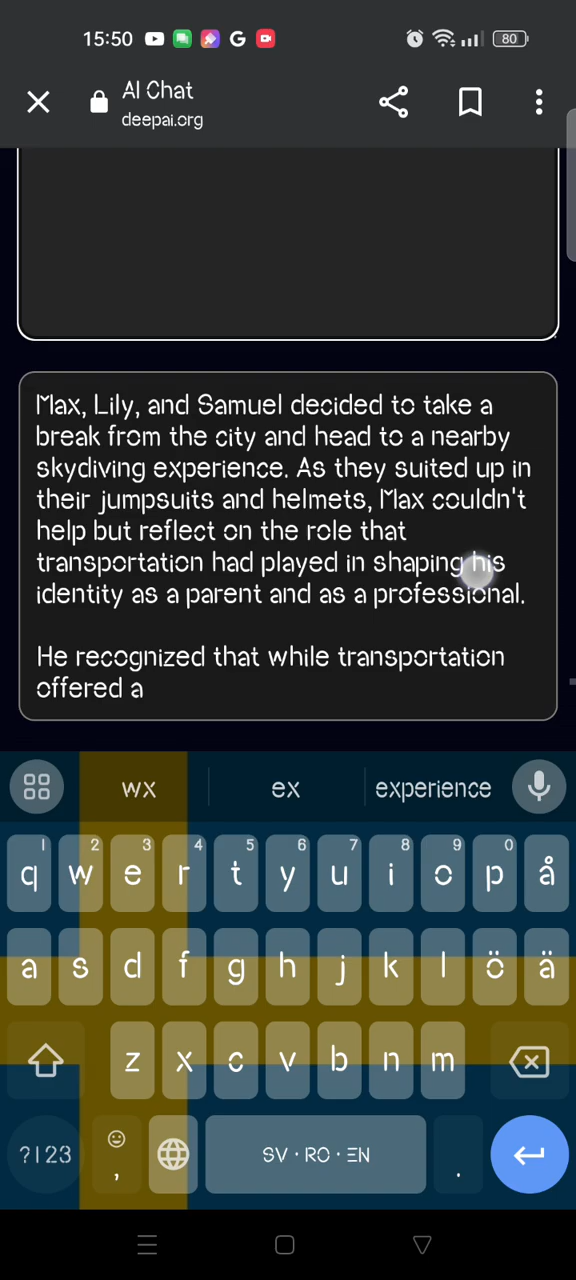 15:50
80
AI Chat
deepai.org
Max, Lily, and Samuel decided to take a
break from the city and head to a nearby
skydiving experience. As they suited up in
their jumpsuits and helmets, Max couldn't
help but reflect on the role that
transportation had played in shaping his
identity as a parent and as a professional.
He recognized that while transportation
offered a
wx ex experience
1 2 3 4 5 6 7 8 9 0
q w e r t y u i o p å
a s d f g h j k l ö ä
z x c v b n m
?123 , SV · RO · EN .